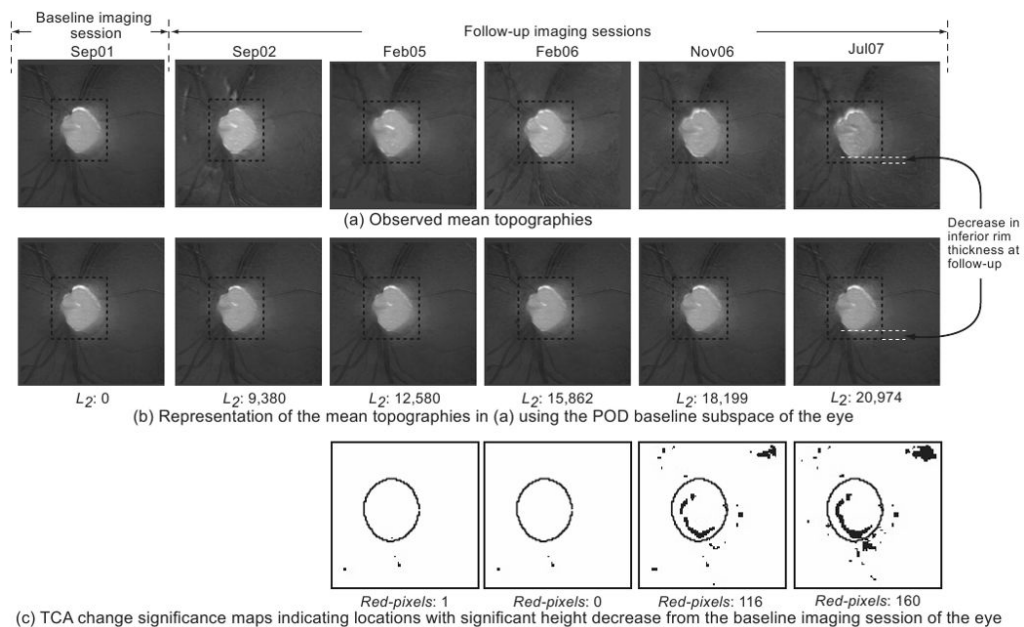 Baseline imaging
session
Follow-up imaging sessions
Sep01 Sep02 Feb05 Feb06 Nov06 Jul07
(a) Observed mean topographies
Decrease in
inferior rim
thickness at
follow-up
L2: 0 L2: 9,380 L2: 12,580 L2: 15,862 L2: 18,199 L2: 20,974
(b) Representation of the mean topographies in (a) using the POD baseline subspace of the eye
Red-pixels: 1 Red-pixels: 0 Red-pixels: 116 Red-pixels: 160
(c) TCA change significance maps indicating locations with significant height decrease from the baseline imaging session of the eye